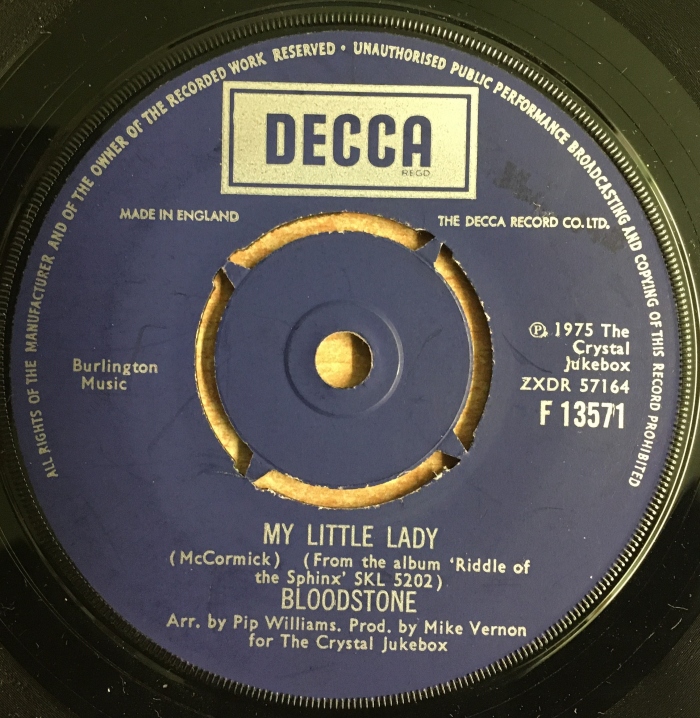 ALL RIGHTS OF THE MANUFACTURER AND OF THE OWNER OF THE RECORDED WORK RESERVED • UNAUTHORISED PUBLIC PERFORMANCE BROADCASTING AND COPYING OF THIS RECORD PROHIBITED
DECCA
REGD
MADE IN ENGLAND
THE DECCA RECORD CO. LTD.
Ⓟ 1975 The
Crystal
Jukebox
Burlington
Music
ZXDR 57164
F 13571
MY LITTLE LADY
(McCormick) (From the album 'Riddle of
the Sphinx' SKL 5202)
BLOODSTONE
Arr. by Pip Williams. Prod. by Mike Vernon
for The Crystal Jukebox